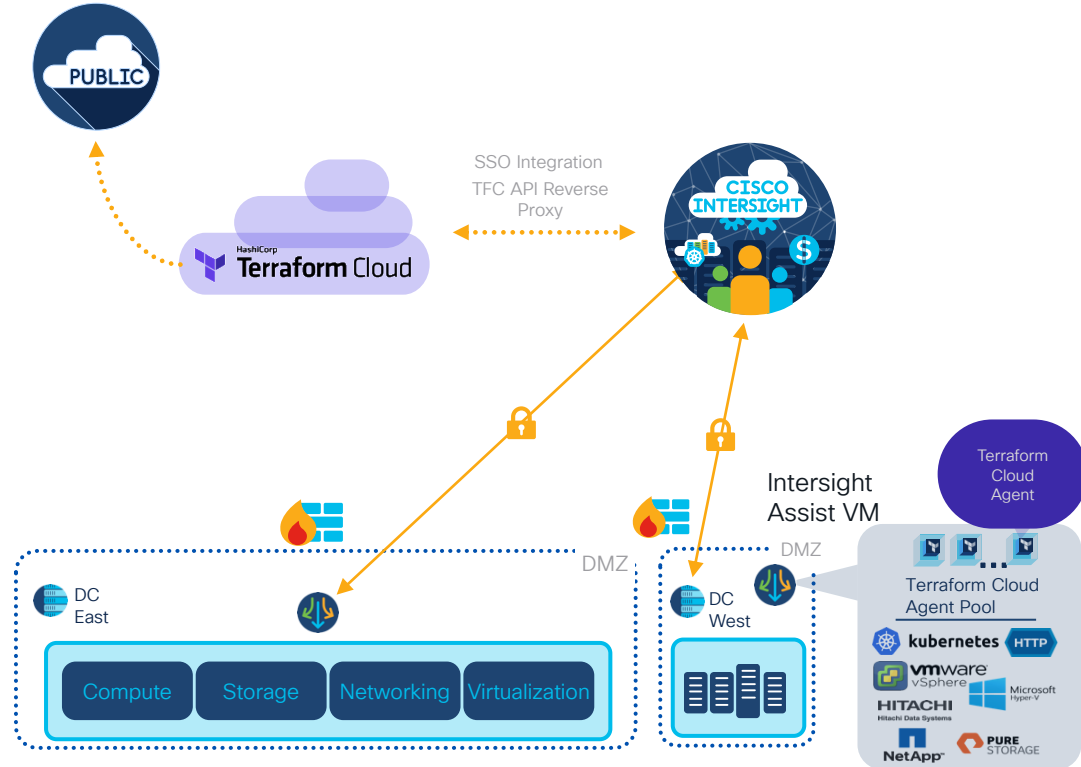 PUBLIC
SSO Integration
TFC API Reverse
Proxy
CISCO
INTERSIGHT
S
HashiCorp
Terraform Cloud
Terraform
Cloud
Agent
Intersight
Assist VM
DMZ
DMZ
DC
East
DC
West
...
Terraform Cloud
Agent Pool
Compute
Storage
Networking
Virtualization
kubernetes
HTTP
vmware
vSphere
Microsoft
Hyper-V
HITACHI
Hitachi Data Systems
NetApp
PURE
STORAGE